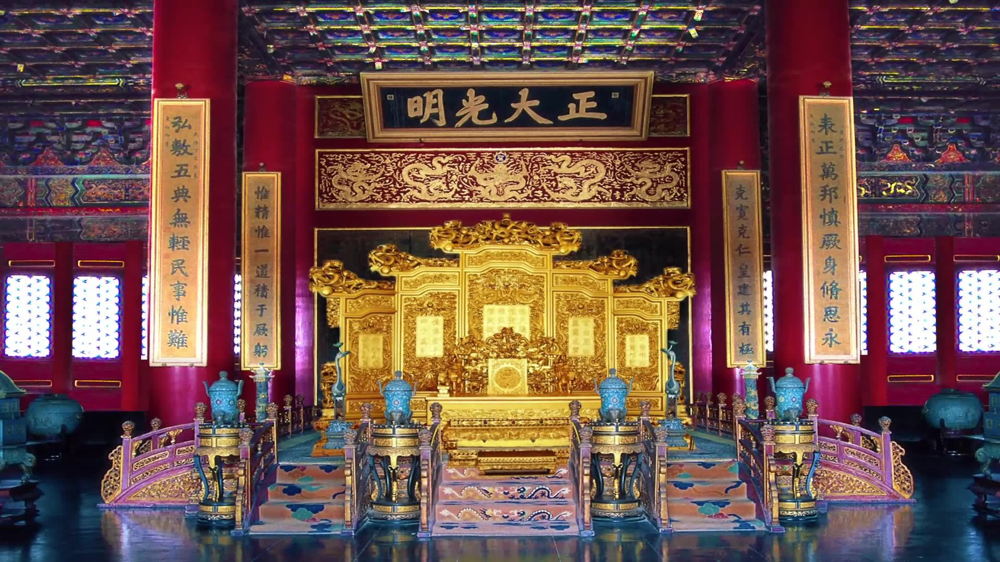 正大光明
表正萬邦慎厥身脩思永
弘敷五典無輕民事惟難
克寬克仁皇建其有極
惟精惟一道積于厥躬